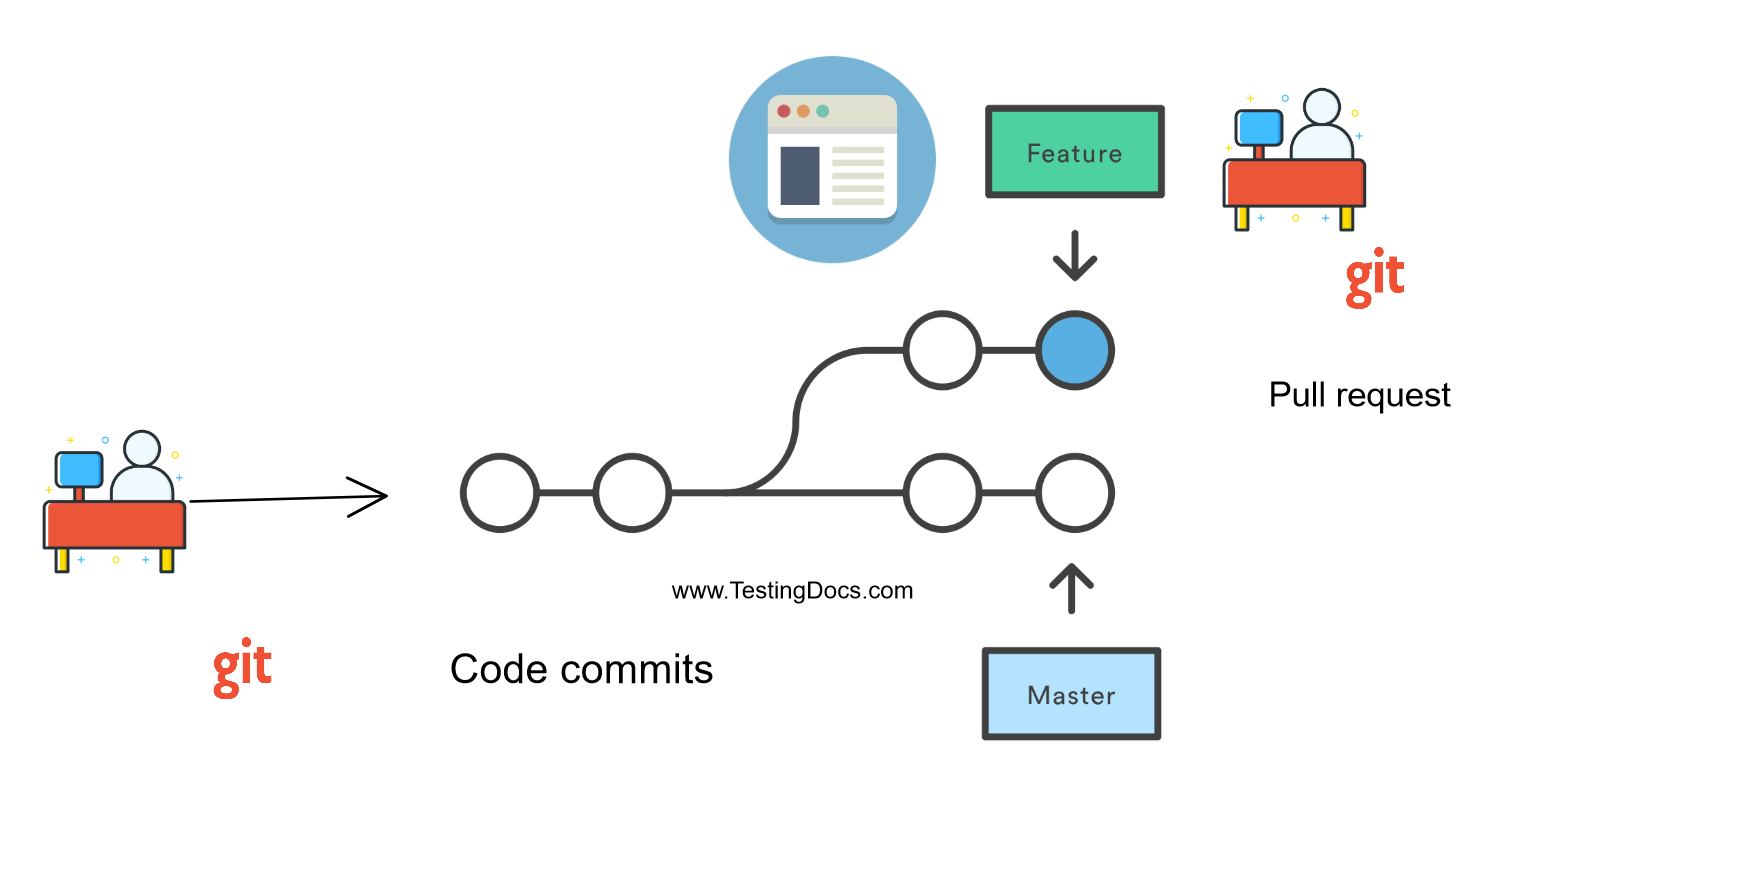 Feature
git
Pull request
www.TestingDocs.com
git
Code commits
Master